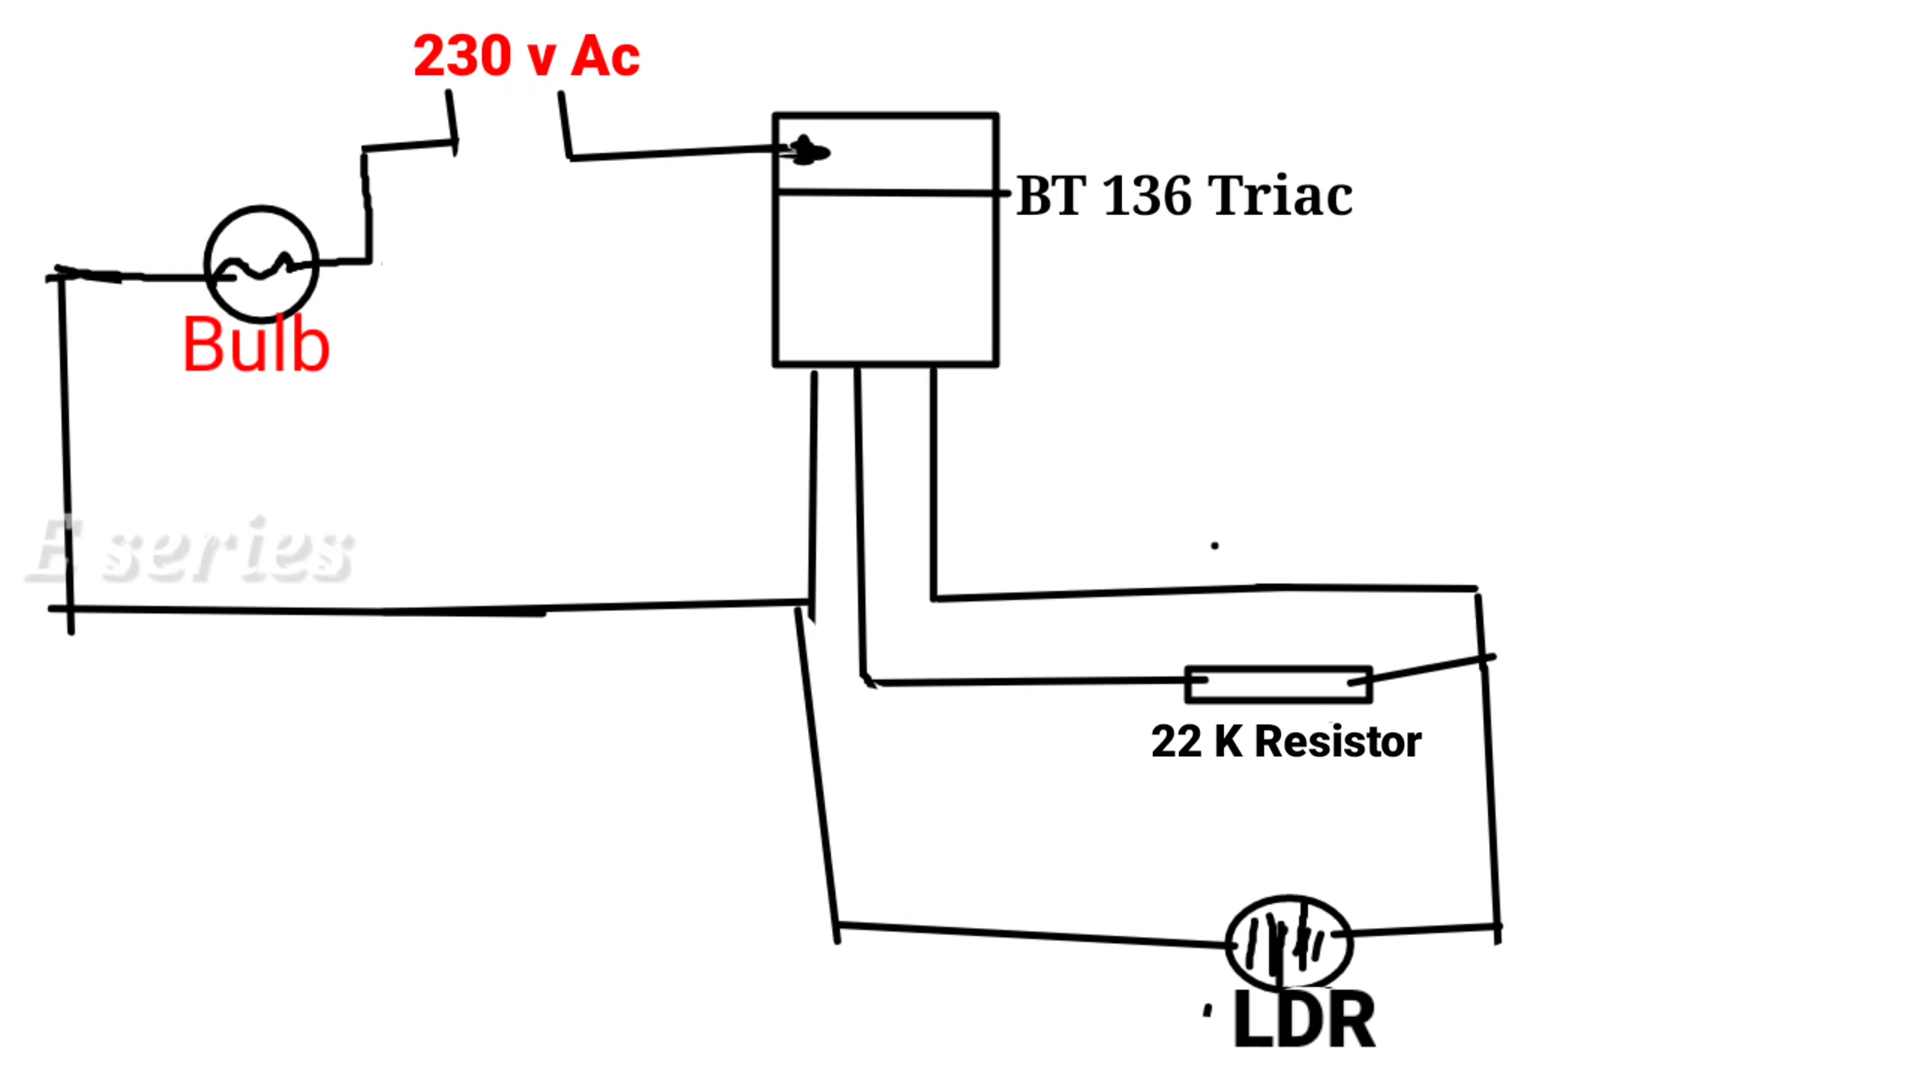 230 v Ac
BT 136 Triac
Bulb
E series
22 K Resistor
LDR